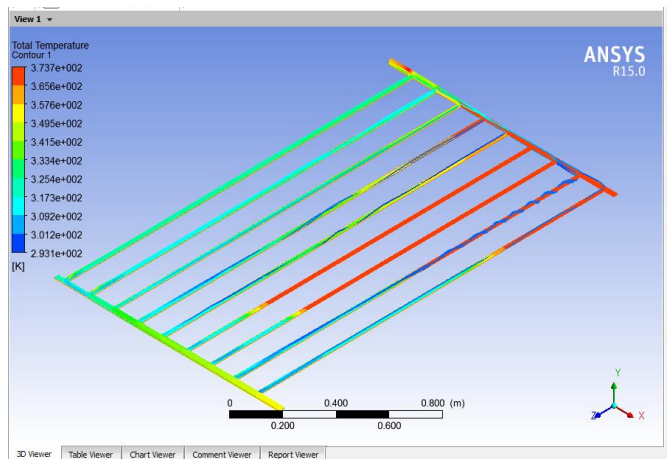 View 1
Total Temperature
Contour 1
3.737e+002
3.656e+002
3.576e+002
3.495e+002
3.415e+002
3.334e+002
3.254e+002
3.173e+002
3.092e+002
3.012e+002
2.931e+002
[K]
ANSYS
R15.0
0 0.400 0.800 (m)
0.200 0.600
Y
Z X
3D Viewer Table Viewer Chart Viewer Comment Viewer Report Viewer